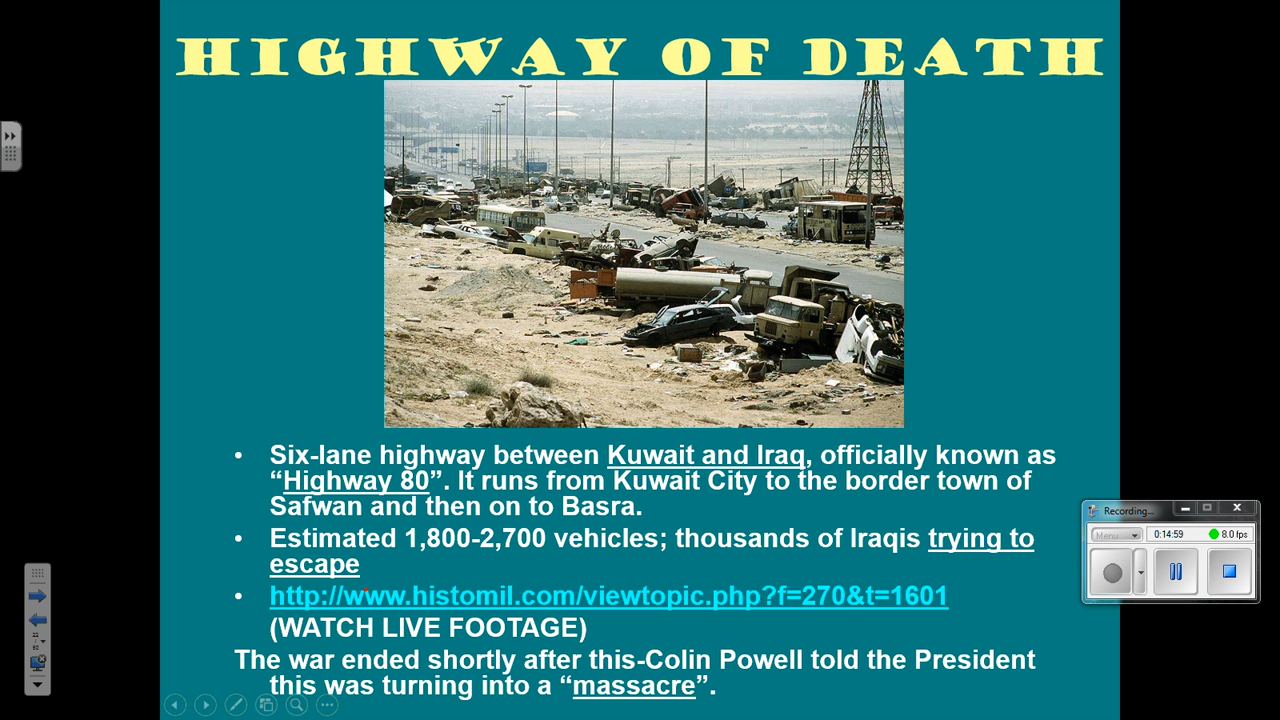 HIGHWAY OF DEATH
• Six-lane highway between Kuwait and Iraq, officially known as
“Highway 80”. It runs from Kuwait City to the border town of
Safwan and then on to Basra.
• Estimated 1,800-2,700 vehicles; thousands of Iraqis trying to
escape
• http://www.histomil.com/viewtopic.php?f=270&t=1601
(WATCH LIVE FOOTAGE)
The war ended shortly after this-Colin Powell told the President
this was turning into a “massacre”.
Recording...
Menu 0:14:59 8.0 fps
22
/